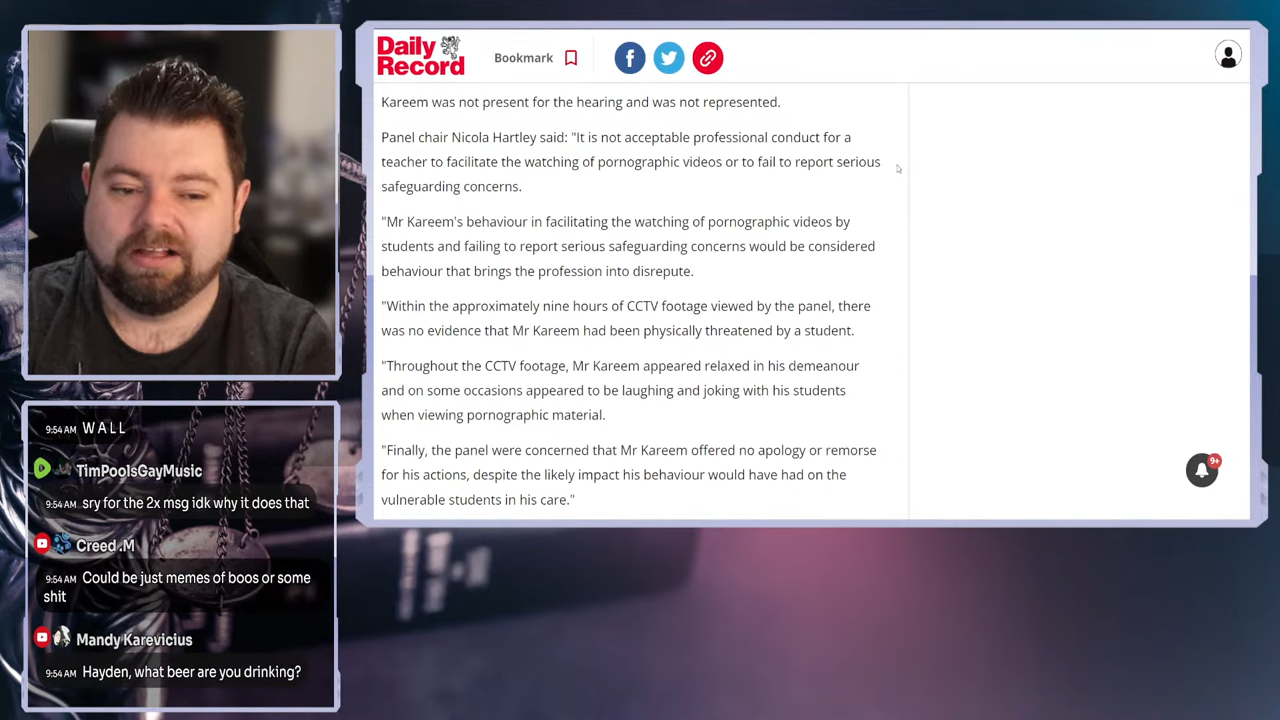 Daily
Record
Bookmark
Kareem was not present for the hearing and was not represented.
Panel chair Nicola Hartley said: "It is not acceptable professional conduct for a
teacher to facilitate the watching of pornographic videos or to fail to report serious
safeguarding concerns.
"Mr Kareem's behaviour in facilitating the watching of pornographic videos by
students and failing to report serious safeguarding concerns would be considered
behaviour that brings the profession into disrepute.
"Within the approximately nine hours of CCTV footage viewed by the panel, there
was no evidence that Mr Kareem had been physically threatened by a student.
"Throughout the CCTV footage, Mr Kareem appeared relaxed in his demeanour
and on some occasions appeared to be laughing and joking with his students
when viewing pornographic material.
"Finally, the panel were concerned that Mr Kareem offered no apology or remorse
for his actions, despite the likely impact his behaviour would have had on the
vulnerable students in his care."
9+
9:54 AM W A L L
TimPoolsGayMusic
9:54 AM sry for the 2x msg idk why it does that
Creed .M
9:54 AM Could be just memes of boos or some
shit
Mandy Karevicius
9:54 AM Hayden, what beer are you drinking?